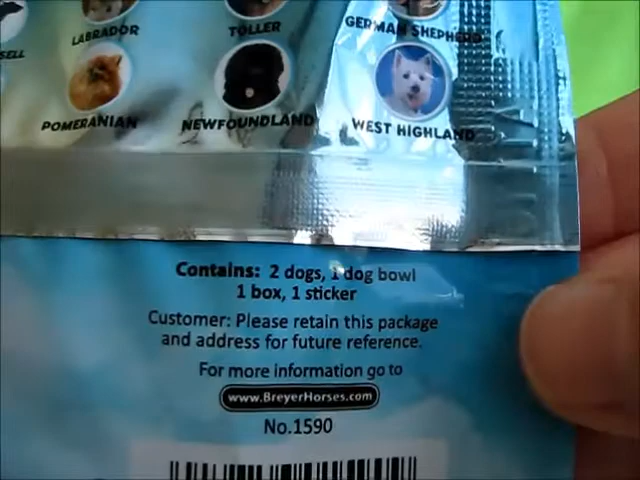 LABRADOR
TOLLER
GERMAN SHEPHERD
SELL
POMERANIAN
NEWFOUNDLAND
WEST HIGHLAND
Contains: 2 dogs, 1 dog bowl
1 box, 1 sticker
Customer: Please retain this package
and address for future reference.
For more information go to
www.BreyerHorses.com
No.1590